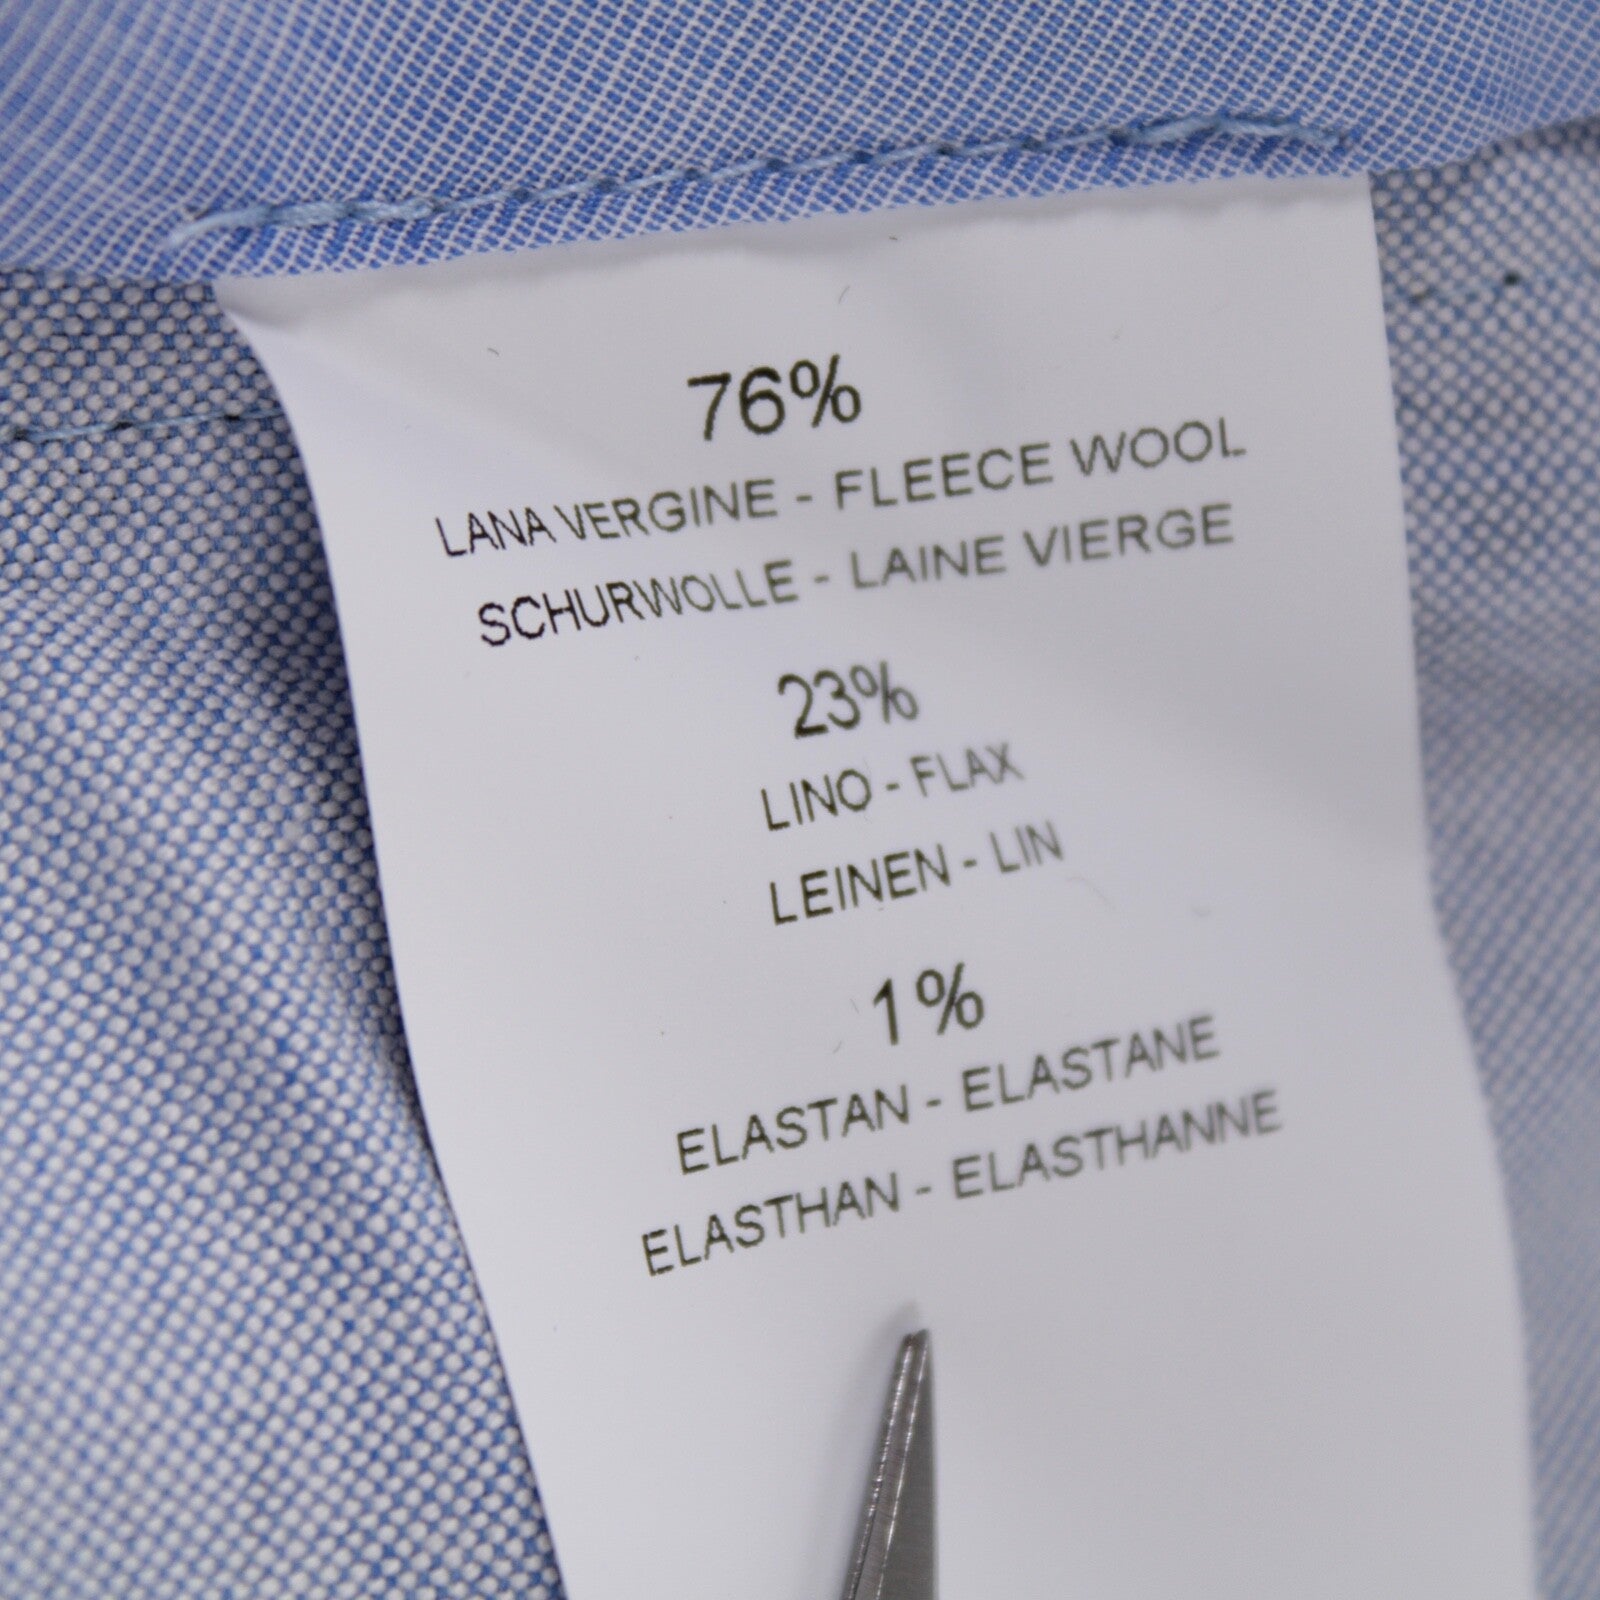 76%
LANA VERGINE - FLEECE WOOL
SCHURWOLLE - LAINE VIERGE
23%
LINO - FLAX
LEINEN - LIN
1%
ELASTAN - ELASTANE
ELASTHAN - ELASTHANNE